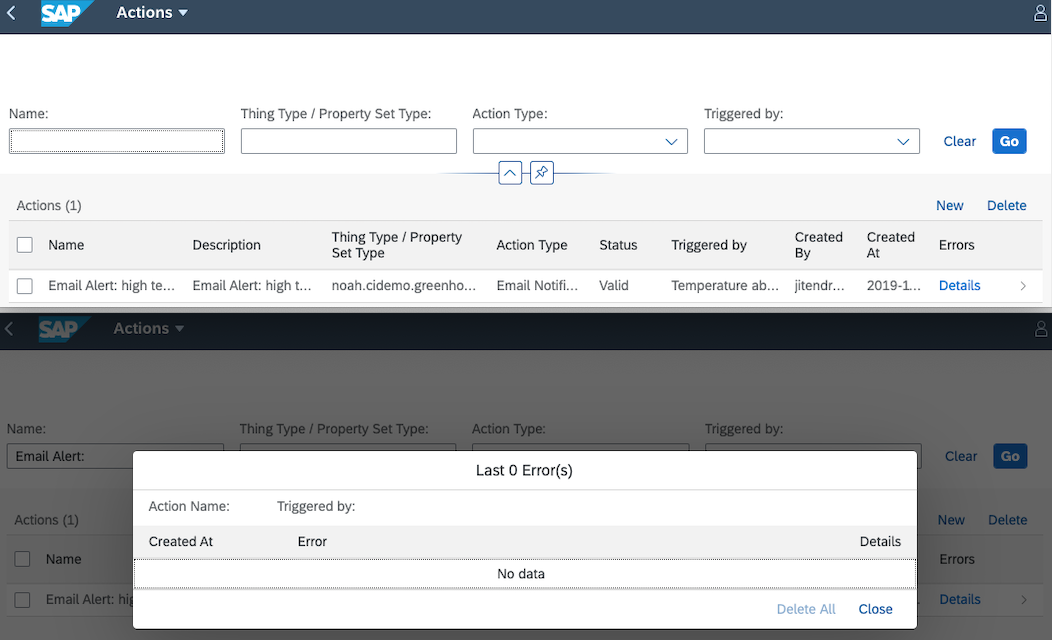 SAP Actions
Name: Thing Type / Property Set Type: Action Type: Triggered by:
Clear Go
Actions (1) New Delete
Name Description Thing Type / Property Set Type Action Type Status Triggered by Created By Created At Errors
Email Alert: high te... Email Alert: high t... noah.cidemo.greenho... Email Notifi... Valid Temperature ab... jitendr... 2019-1... Details
SAP Actions
Name: Thing Type / Property Set Type: Action Type: Triggered by:
Email Alert: Clear Go
Last 0 Error(s)
Action Name: Triggered by:
Actions (1) New Delete
Created At Error Details
Name Errors
No data
Email Alert: hig Details
Delete All Close